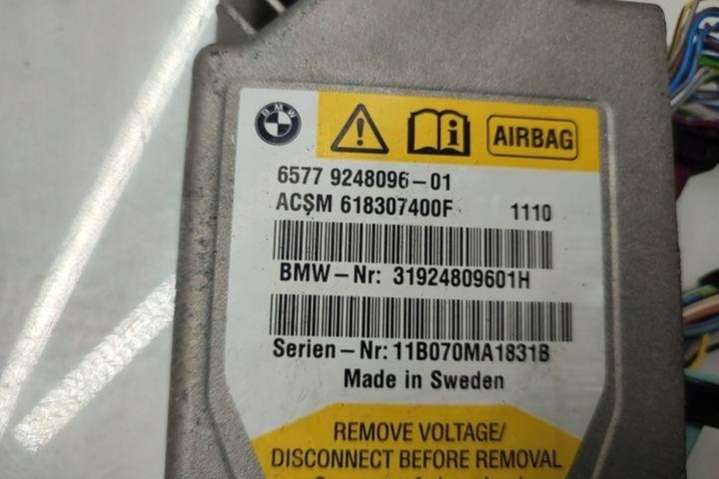 BMW
AIRBAG
6577 9248096-01
ACSM 618307400F 1110
BMW-Nr: 31924809601H
Serien-Nr: 11B070MA1831B
Made in Sweden
REMOVE VOLTAGE/
DISCONNECT BEFORE REMOVAL